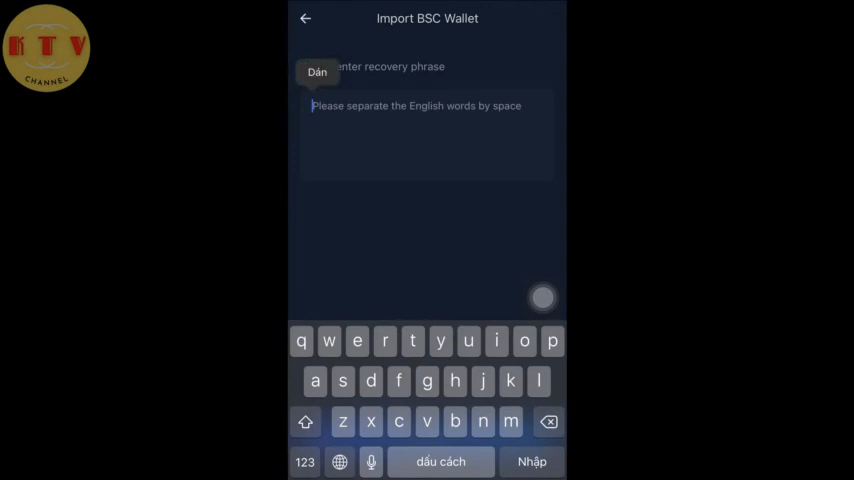 K T V
CHANNEL
Import BSC Wallet
enter recovery phrase
Dán
Please separate the English words by space
q w e r t y u i o p
a s d f g h j k l
z x c v b n m
123 dấu cách Nhập